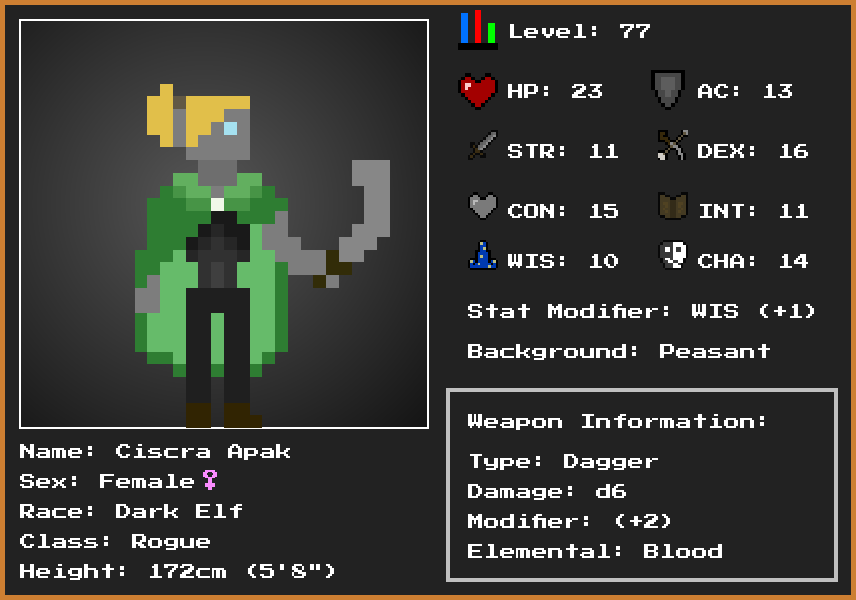 Level: 77
HP: 23 AC: 13
STR: 11 DEX: 16
CON: 15 INT: 11
WIS: 10 CHA: 14
Stat Modifier: WIS (+1)
Background: Peasant
Weapon Information:
Type: Dagger
Damage: d6
Modifier: (+2)
Elemental: Blood
Name: Ciscra Apak
Sex: Female♀
Race: Dark Elf
Class: Rogue
Height: 172cm (5'8")